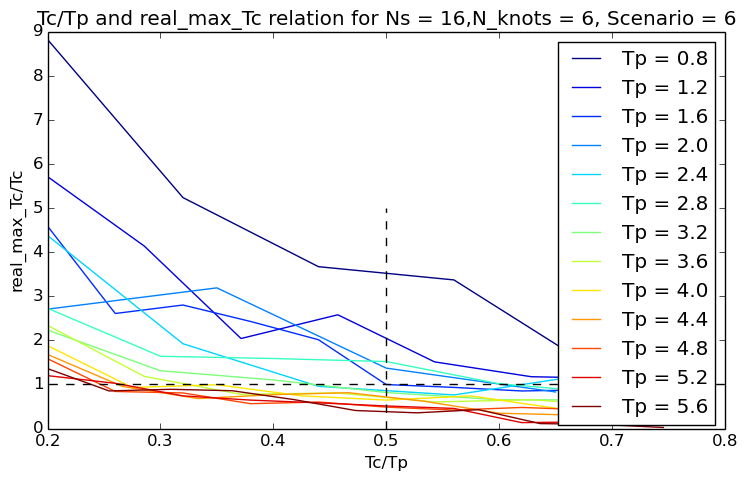 Tc/Tp and real_max_Tc relation for Ns = 16,N_knots = 6, Scenario = 6
9
8
7
6
5
4
3
2
1
0
real_max_Tc/Tc
0.2
0.3
0.4
0.5
0.6
0.7
0.8
Tc/Tp
Tp = 0.8
Tp = 1.2
Tp = 1.6
Tp = 2.0
Tp = 2.4
Tp = 2.8
Tp = 3.2
Tp = 3.6
Tp = 4.0
Tp = 4.4
Tp = 4.8
Tp = 5.2
Tp = 5.6